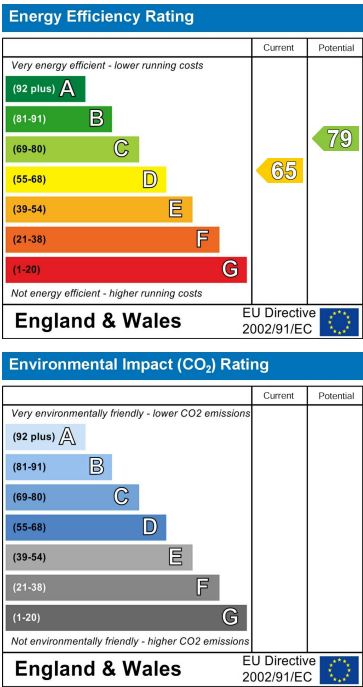 Energy Efficiency Rating
Current Potential
Very energy efficient - lower running costs
(92 plus) A
(81-91) B
(69-80) C
(55-68) D
(39-54) E
(21-38) F
(1-20) G
65
79
Not energy efficient - higher running costs
England & Wales
EU Directive
2002/91/EC
Environmental Impact (CO2) Rating
Current Potential
Very environmentally friendly - lower CO2 emissions
(92 plus) A
(81-91) B
(69-80) C
(55-68) D
(39-54) E
(21-38) F
(1-20) G
Not environmentally friendly - higher CO2 emissions
England & Wales
EU Directive
2002/91/EC